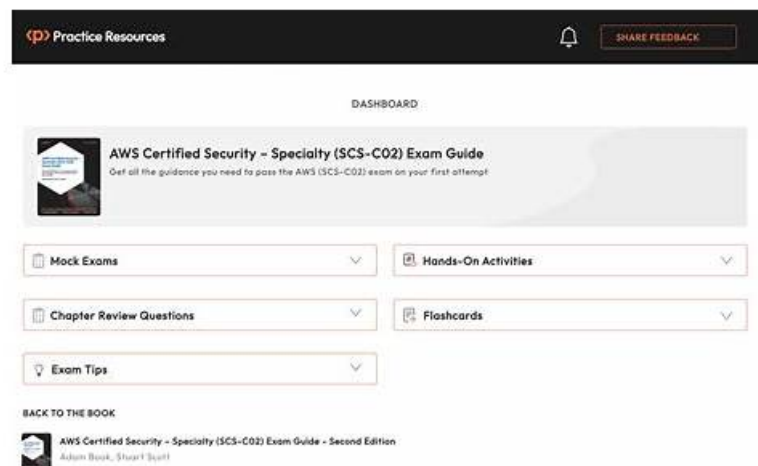 <p> Practice Resources
SHARE FEEDBACK
DASHBOARD
AWS Certified Security – Specialty (SCS-C02) Exam Guide
Get all the guidance you need to pass the AWS (SCS-C02) exam on your first attempt
Mock Exams
Hands-On Activities
Chapter Review Questions
Flashcards
Exam Tips
BACK TO THE BOOK
AWS Certified Security – Specialty (SCS-C02) Exam Guide - Second Edition
Adam Book, Stuart Scott